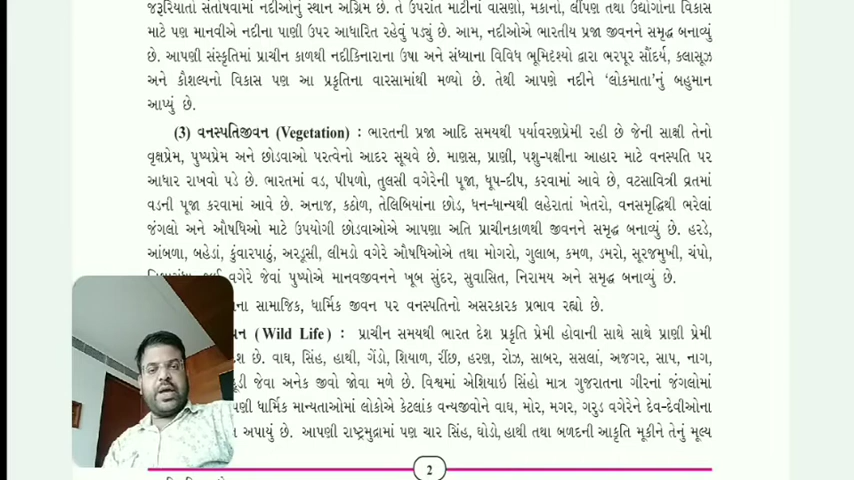 જરૂરિયાતો સંતોષવામાં નદીઓનું સ્થાન અગ્રિમ છે. તે ઉપરાંત માટીનાં વાસણો, મકાનો, લીંપણ તથા ઉદ્યોગોના વિકાસ
માટે પણ માનવીએ નદીના પાણી ઉપર આધારિત રહેવું પડ્યું છે. આમ, નદીઓએ ભારતીય પ્રજા જીવનને સમૃદ્ધ બનાવ્યું
છે. આપણી સંસ્કૃતિમાં પ્રાચીન કાળથી નદીકિનારાના ઉષા અને સંધ્યાના વિવિધ ભૂમિદૃશ્યો દ્વારા ભરપૂર સૌંદર્ય, કલાસૂઝ
અને કૌશલ્યનો વિકાસ પણ આ પ્રકૃતિના વારસામાંથી મળ્યો છે. તેથી આપણે નદીને ‘લોકમાતા’નું બહુમાન
આપ્યું છે.
(3) વનસ્પતિજીવન (Vegetation) : ભારતની પ્રજા આદિ સમયથી પર્યાવરણપ્રેમી રહી છે જેની સાક્ષી તેનો
વૃક્ષપ્રેમ, પુષ્પપ્રેમ અને છોડવાઓ પરત્વેનો આદર સૂચવે છે. માણસ, પ્રાણી, પશુ-પક્ષીના આહાર માટે વનસ્પતિ પર
આધાર રાખવો પડે છે. ભારતમાં વડ, પીપળો, તુલસી વગેરેની પૂજા, ધૂપ-દીપ, કરવામાં આવે છે, વટસાવિત્રી વ્રતમાં
વડની પૂજા કરવામાં આવે છે. અનાજ, કઠોળ, તેલિબિયાંના છોડ, ધન-ધાન્યથી લહેરાતાં ખેતરો, વનસમૃદ્ધિથી ભરેલાં
જંગલો અને ઔષધિઓ માટે ઉપયોગી છોડવાઓએ આપણા અતિ પ્રાચીનકાળથી જીવનને સમૃદ્ધ બનાવ્યું છે. હરડે,
આંબળા, બહેડાં, કુંવારપાઠું, અરડૂસી, લીમડો વગેરે ઔષધિઓએ તથા મોગરો, ગુલાબ, કમળ, ડમરો, સૂરજમુખી, ચંપો,
વગેરે જેવાં પુષ્પોએ માનવજીવનને ખૂબ સુંદર, સુવાસિત, નિરામય અને સમૃદ્ધ બનાવ્યું છે.
ના સામાજિક, ધાર્મિક જીવન પર વનસ્પતિનો અસરકારક પ્રભાવ રહ્યો છે.
વન (Wild Life) : પ્રાચીન સમયથી ભારત દેશ પ્રકૃતિ પ્રેમી હોવાની સાથે સાથે પ્રાણી પ્રેમી
છે. વાઘ, સિંહ, હાથી, ગેંડો, શિયાળ, રીંછ, હરણ, રોઝ, સાબર, સસલાં, અજગર, સાપ, નાગ,
જેવા અનેક જીવો જોવા મળે છે. વિશ્વમાં એશિયાઇ સિંહો માત્ર ગુજરાતના ગીરનાં જંગલોમાં
ધાર્મિક માન્યતાઓમાં લોકોએ કેટલાંક વન્યજીવોને વાઘ, મોર, મગર, ગરુડ વગેરેને દેવ-દેવીઓના
અપાયું છે. આપણી રાષ્ટ્રમુદ્રામાં પણ ચાર સિંહ, ઘોડો, હાથી તથા બળદની આકૃતિ મૂકીને તેનું મૂલ્ય
2